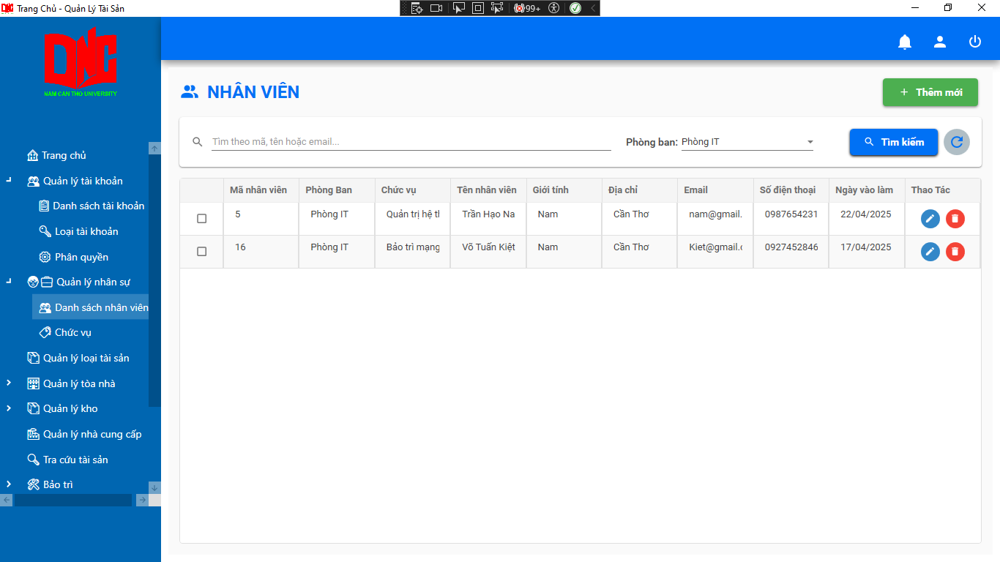 Trang Chủ - Quản Lý Tài Sản
99+
DNC
NAM CAN THO UNIVERSITY
Trang chủ
Quản lý tài khoản
Danh sách tài khoản
Loại tài khoản
Phân quyền
Quản lý nhân sự
Danh sách nhân viên
Chức vụ
Quản lý loại tài sản
Quản lý tòa nhà
Quản lý kho
Quản lý nhà cung cấp
Tra cứu tài sản
Bảo trì
NHÂN VIÊN
+ Thêm mới
Tìm theo mã, tên hoặc email...
Phòng ban: Phòng IT
Tìm kiếm
Mã nhân viên Phòng Ban Chức vụ Tên nhân viên Giới tính Địa chỉ Email Số điện thoại Ngày vào làm Thao Tác
5 Phòng IT Quản trị hệ tl Trần Hạo Na Nam Cần Thơ nam@gmail. 0987654231 22/04/2025
16 Phòng IT Bảo trì mạng Võ Tuấn Kiệt Nam Cần Thơ Kiet@gmail.c 0927452846 17/04/2025